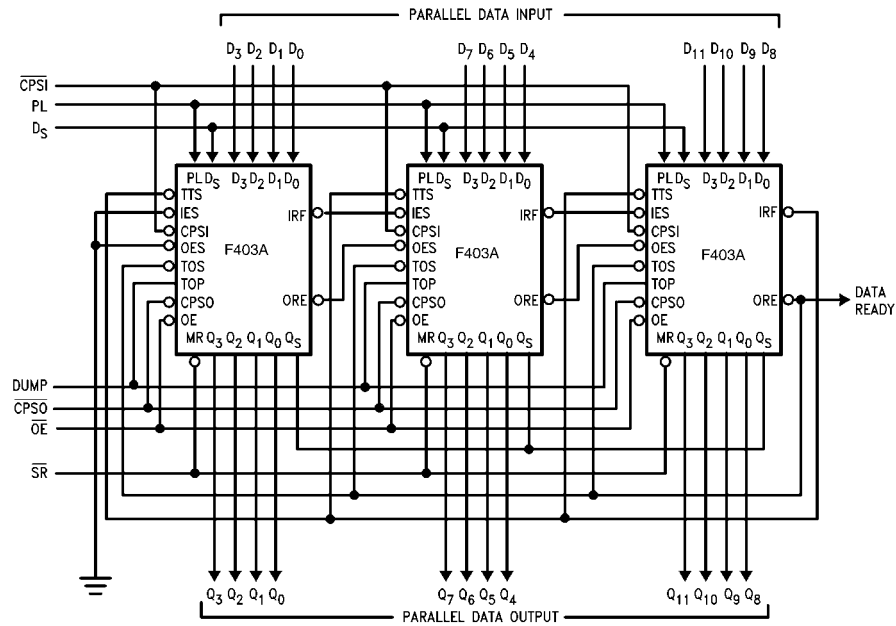 PARALLEL DATA INPUT
D3 D2 D1 D0 D7 D6 D5 D4 D11 D10 D9 D8
CPSI
PL
DS
PL DS D3 D2 D1 D0 PL DS D3 D2 D1 D0 PL DS D3 D2 D1 D0
TTS TTS TTS
IES IRF IES IRF IES IRF
CPSI CPSI CPSI
OES F403A OES F403A OES F403A
TOS TOS TOS
TOP TOP TOP
CPSO ORE CPSO ORE CPSO ORE DATA
READY
OE OE OE
MR Q3 Q2 Q1 Q0 QS MR Q3 Q2 Q1 Q0 QS MR Q3 Q2 Q1 Q0 QS
DUMP
CPSO
OE
SR
Q3 Q2 Q1 Q0 Q7 Q6 Q5 Q4 Q11 Q10 Q9 Q8
PARALLEL DATA OUTPUT